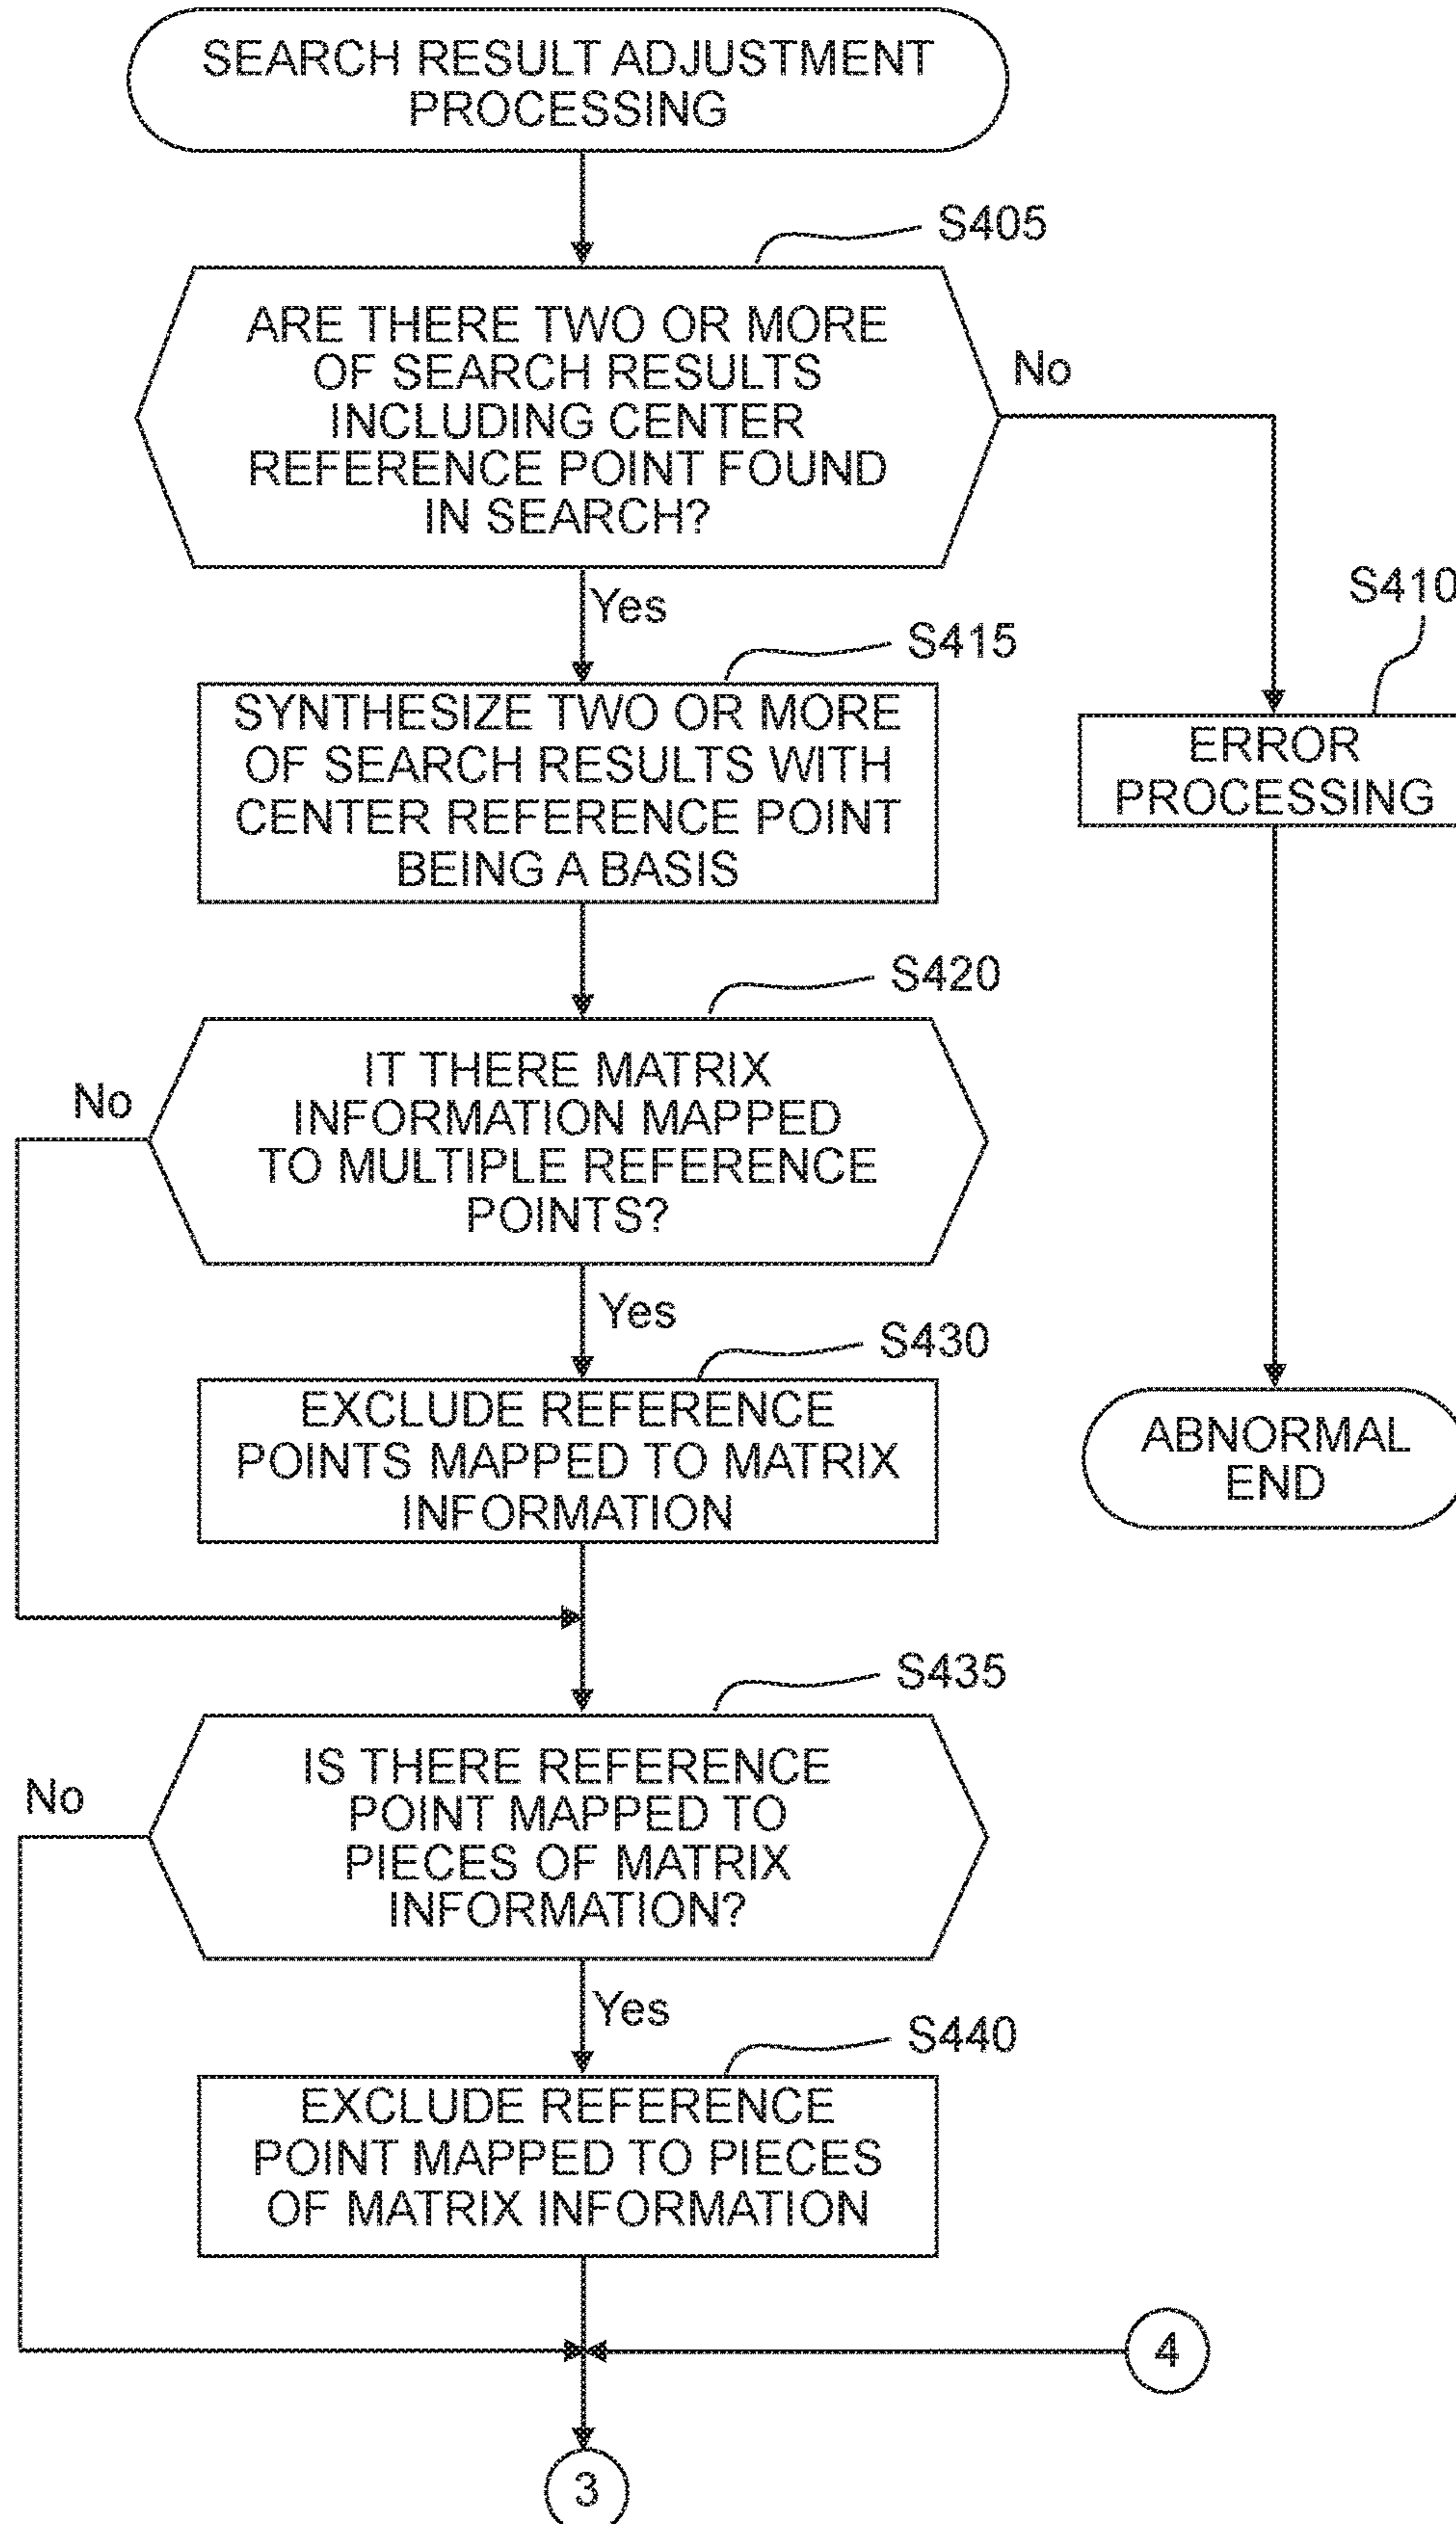 SEARCH RESULT ADJUSTMENT
PROCESSING
S405
ARE THERE TWO OR MORE
OF SEARCH RESULTS
INCLUDING CENTER
REFERENCE POINT FOUND
IN SEARCH?
No
Yes
S410
ERROR
PROCESSING
ABNORMAL
END
S415
SYNTHESIZE TWO OR MORE
OF SEARCH RESULTS WITH
CENTER REFERENCE POINT
BEING A BASIS
S420
IT THERE MATRIX
INFORMATION MAPPED
TO MULTIPLE REFERENCE
POINTS?
No
Yes
S430
EXCLUDE REFERENCE
POINTS MAPPED TO MATRIX
INFORMATION
S435
IS THERE REFERENCE
POINT MAPPED TO
PIECES OF MATRIX
INFORMATION?
No
Yes
S440
EXCLUDE REFERENCE
POINT MAPPED TO PIECES
OF MATRIX INFORMATION
4
3